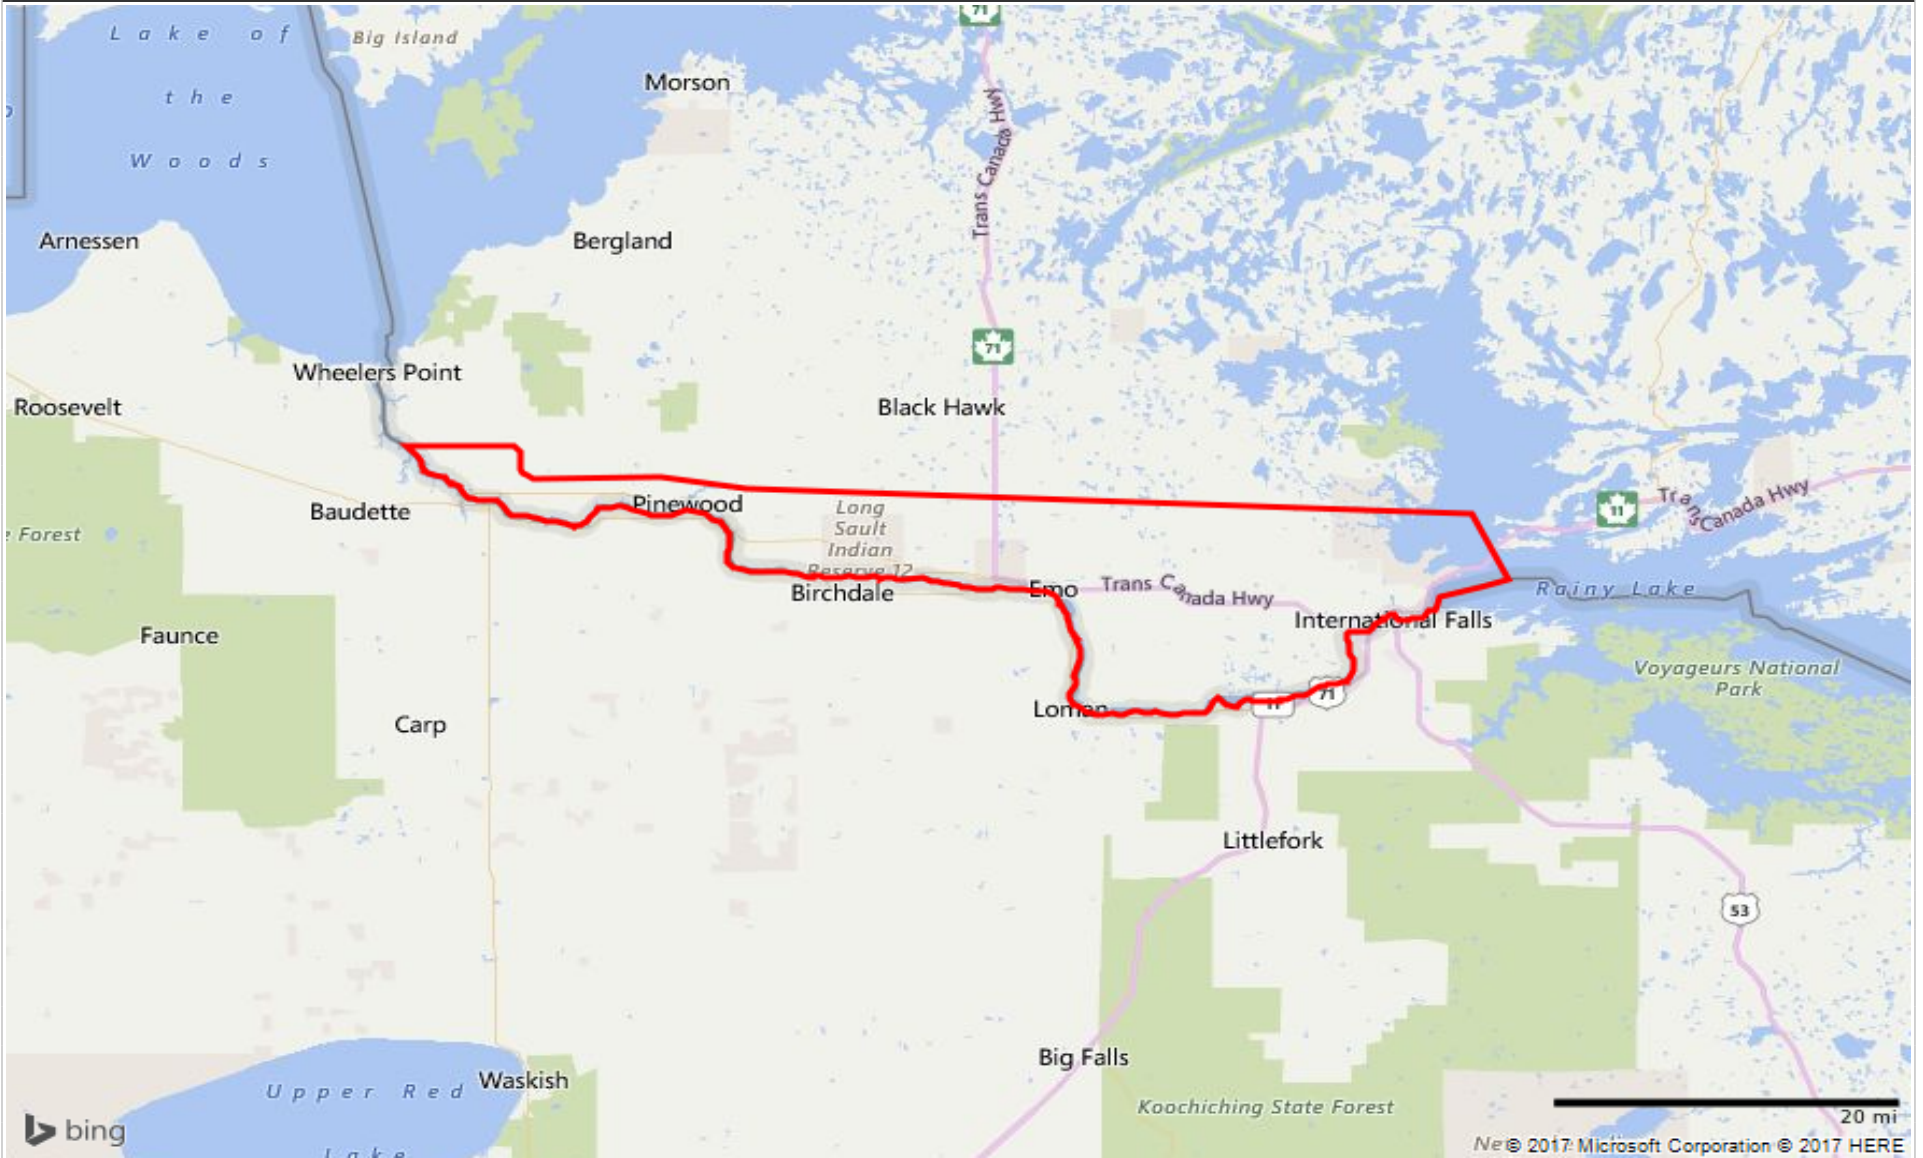 71
Lake of
the
Woods
Big Island
Morson
Trans Canada Hwy
Arnessen
Bergland
71
Wheelers Point
Roosevelt
Black Hawk
Baudette
Pinewood
Long
Sault
Indian
Reserve 12
11
Trans Canada Hwy
e Forest
Birchdale
Emo
Trans Canada Hwy
Rainy Lake
International Falls
Faunce
Voyageurs National
Park
71
11
Loman
Carp
Littlefork
53
Big Falls
Waskish
Upper Red
Lake
Koochiching State Forest
20 mi
bing
© 2017 Microsoft Corporation © 2017 HERE